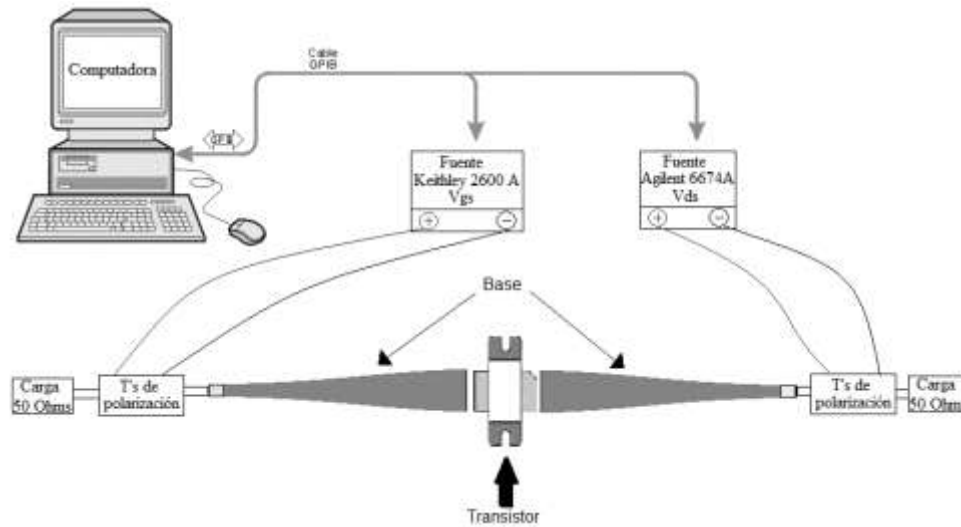 Cable
GPIB
Computadora
GPIB
Fuente
Keithley 2600 A
Vgs
+
−
Fuente
Agilent 6674A
Vds
+
−
Base
Carga
50 Ohms
T's de
polarización
T's de
polarización
Carga
50 Ohms
Transistor